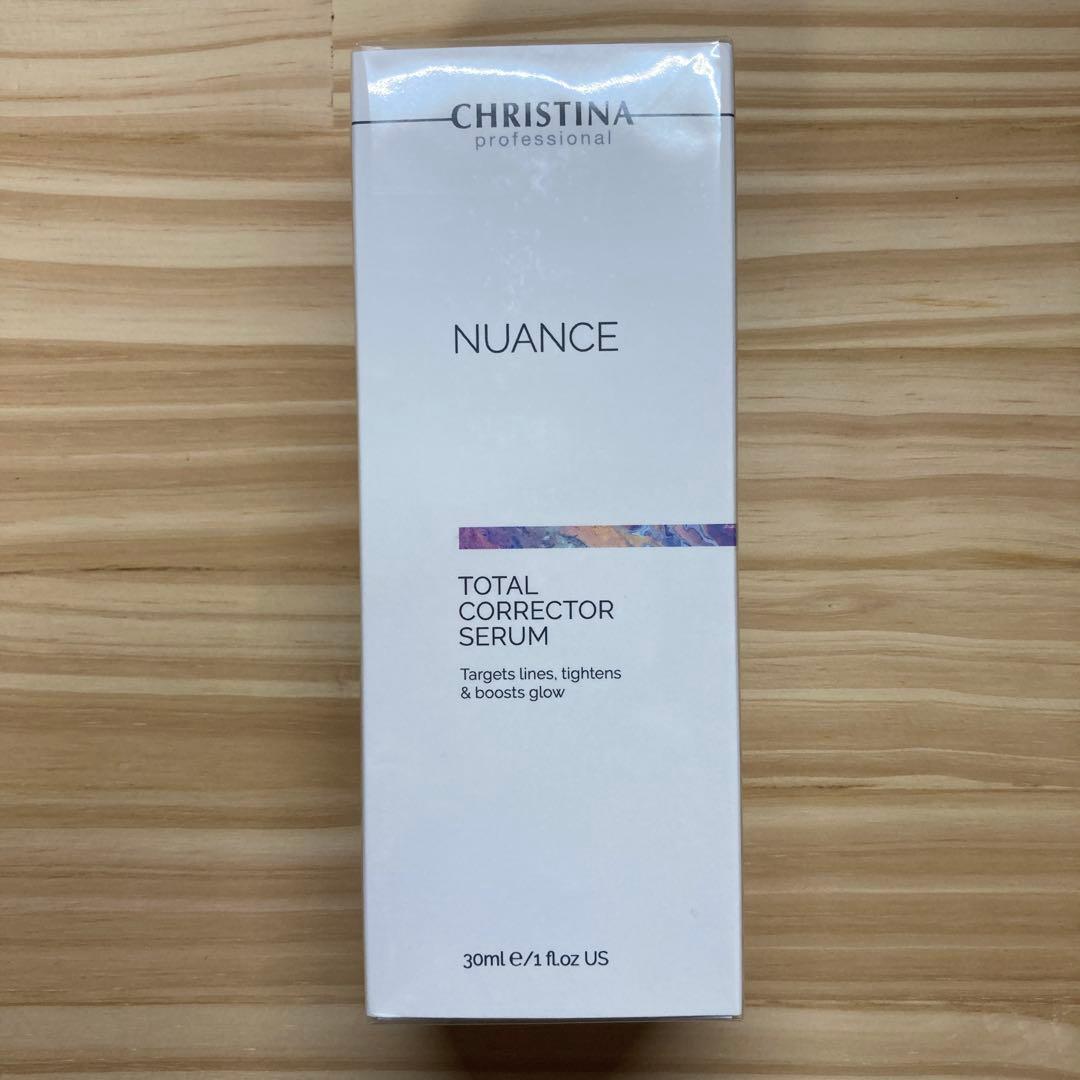 CHRISTINA
professional
NUANCE
TOTAL
CORRECTOR
SERUM
Targets lines, tightens
& boosts glow
30ml ℮/1 fl.oz US